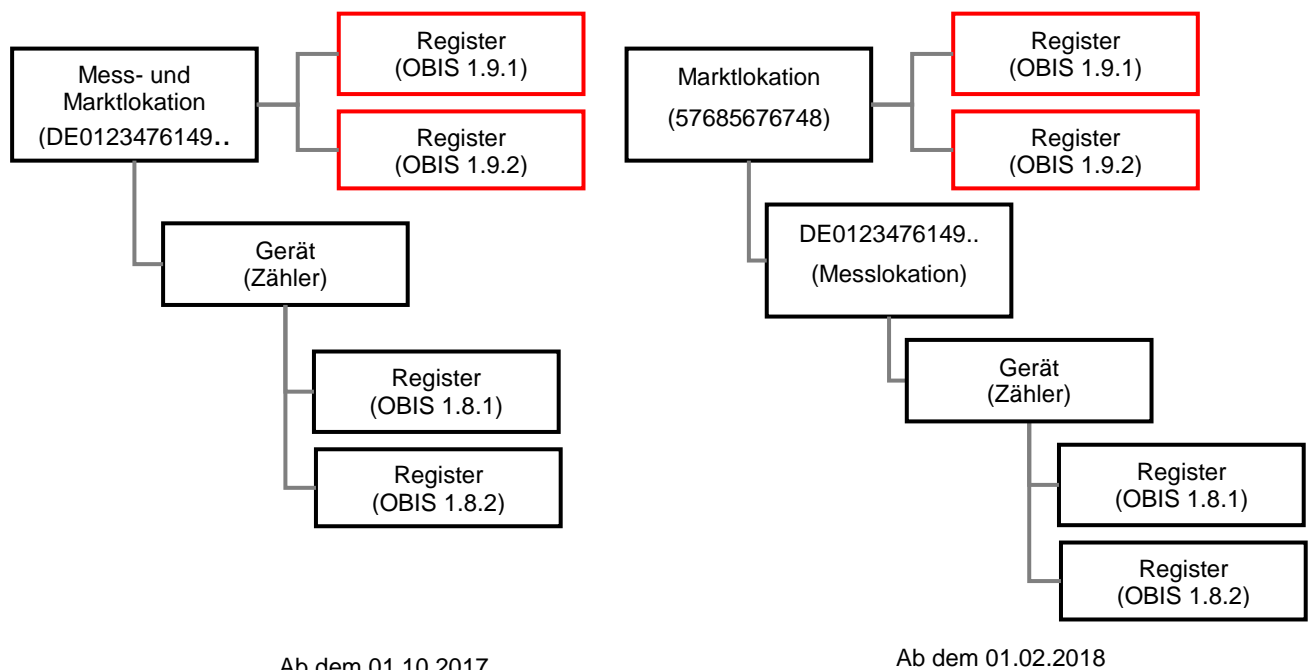 Mess- und
Marktlokation
(DE0123476149..
Register
(OBIS 1.9.1)
Register
(OBIS 1.9.2)
Gerät
(Zähler)
Register
(OBIS 1.8.1)
Register
(OBIS 1.8.2)
Ab dem 01.10.2017
Marktlokation
(57685676748)
Register
(OBIS 1.9.1)
Register
(OBIS 1.9.2)
DE0123476149..
(Messlokation)
Gerät
(Zähler)
Register
(OBIS 1.8.1)
Register
(OBIS 1.8.2)
Ab dem 01.02.2018